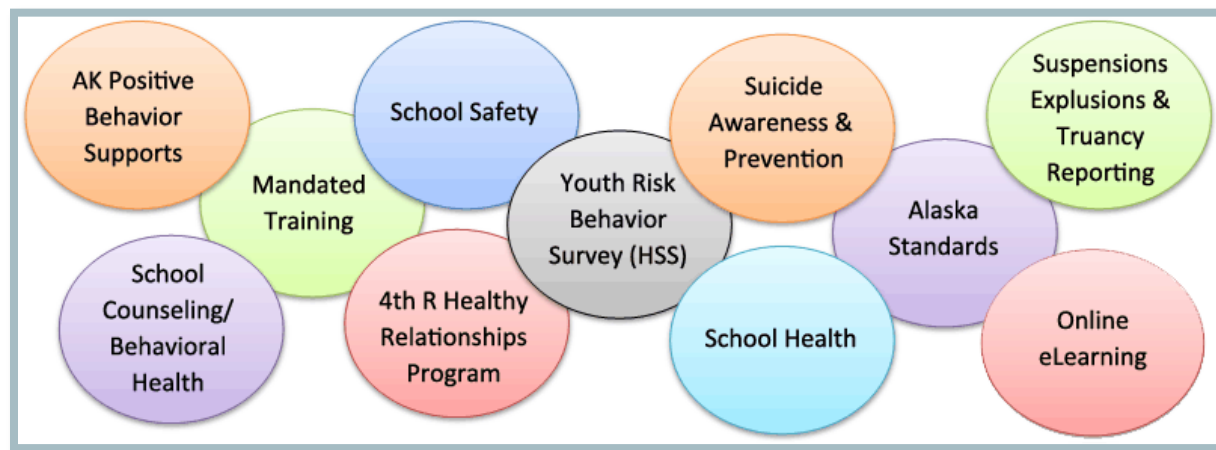 AK Positive
Behavior
Supports
Mandated
Training
School Safety
Youth Risk
Behavior
Survey (HSS)
Suicide
Awareness &
Prevention
Alaska
Standards
Suspensions
Explusions &
Truancy
Reporting
School
Counseling/
Behavioral
Health
4th R Healthy
Relationships
Program
School Health
Online
eLearning